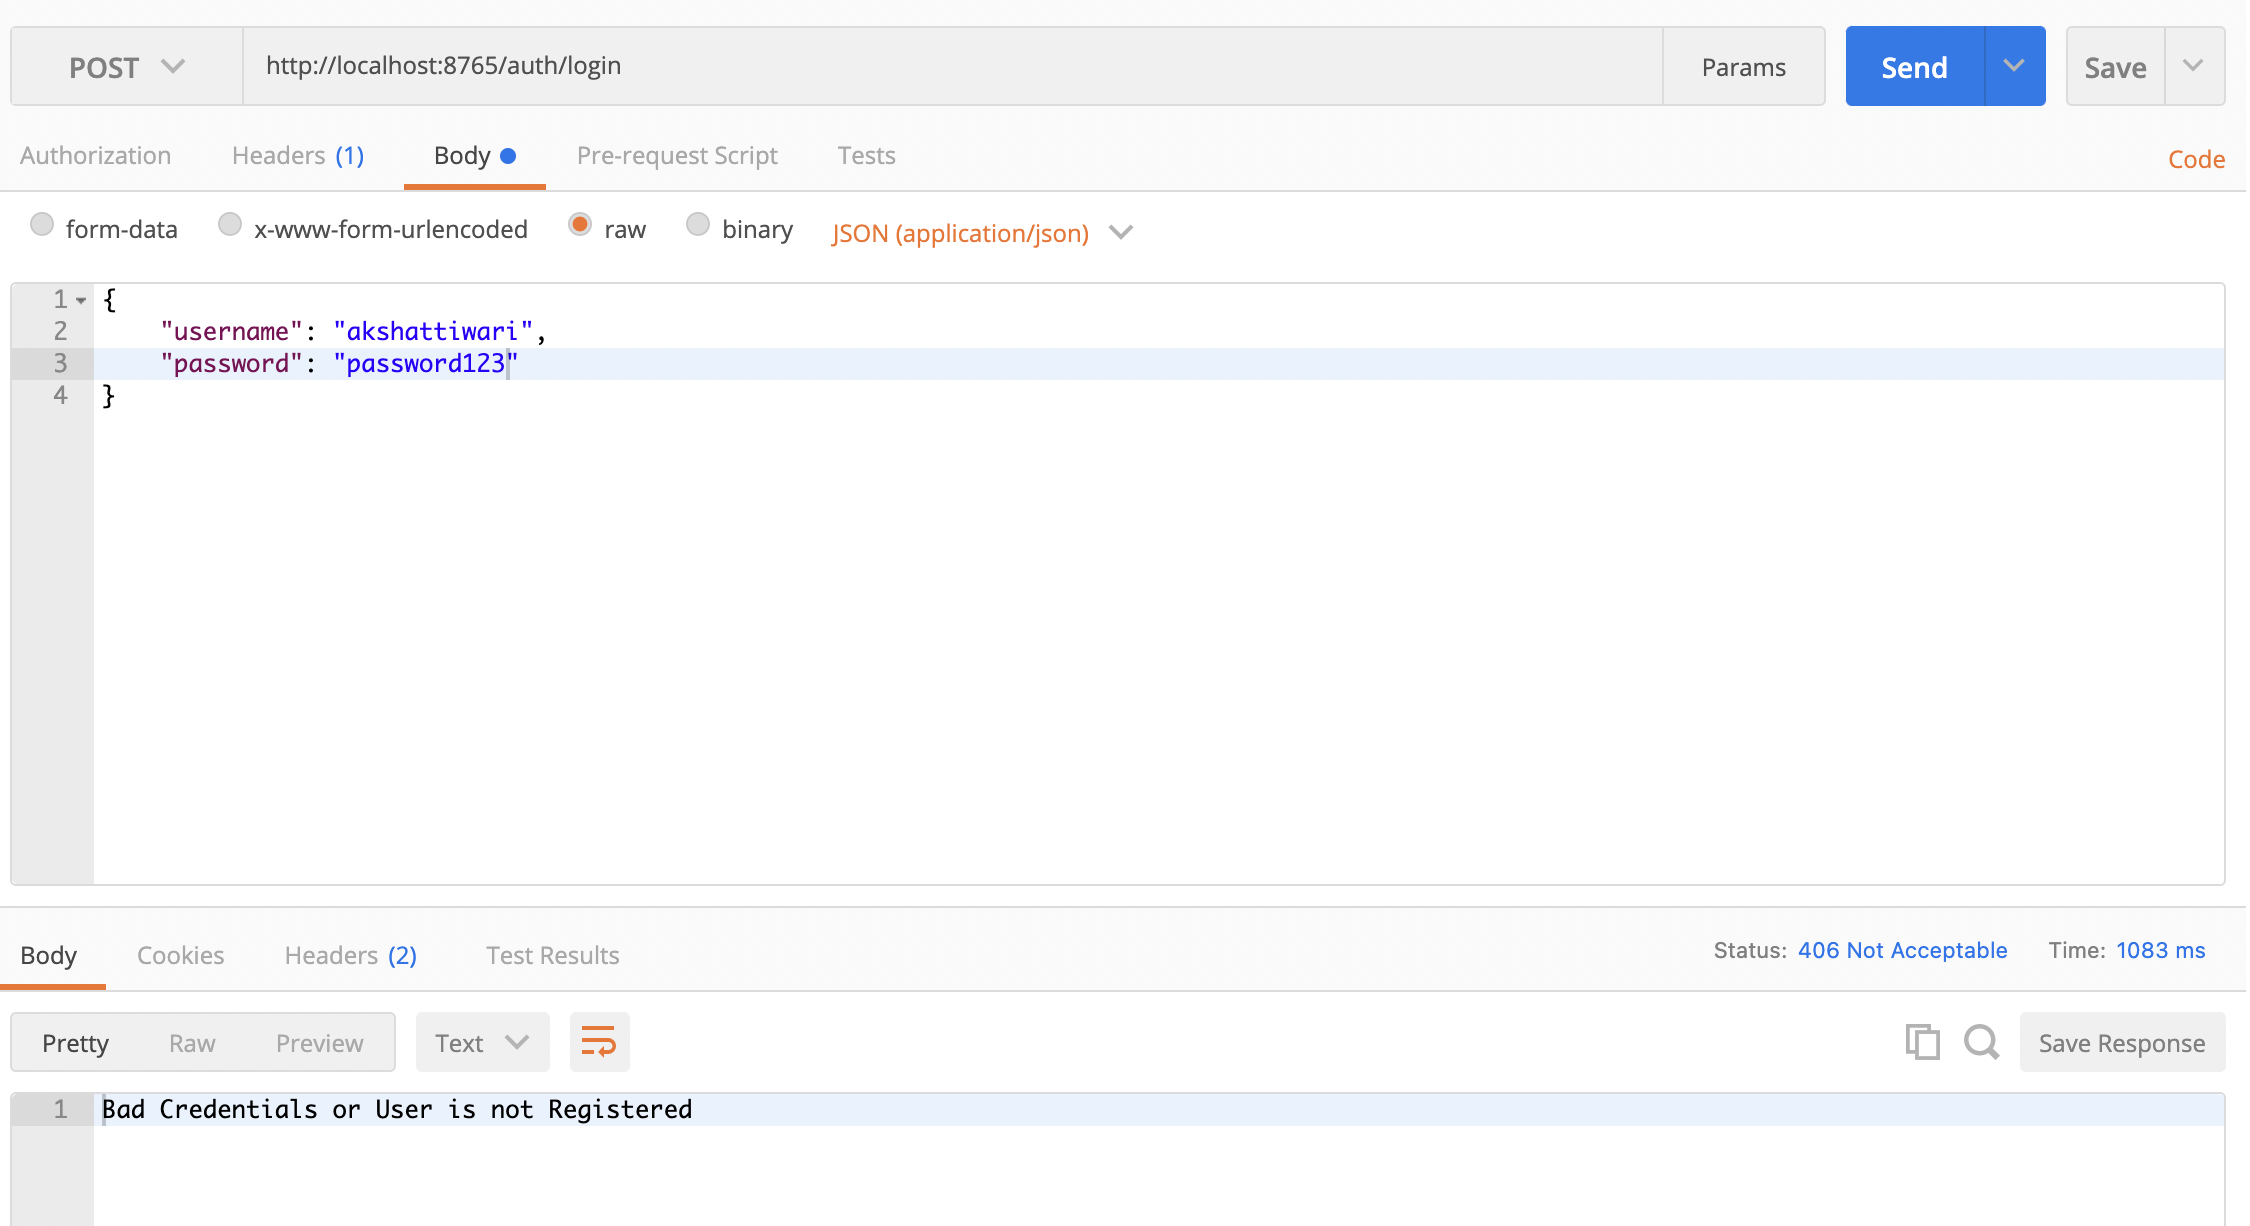 POST http://localhost:8765/auth/login Params Send Save
Authorization Headers (1) Body Pre-request Script Tests Code
form-data x-www-form-urlencoded raw binary JSON (application/json)
1 {
2 "username": "akshattiwari",
3 "password": "password123"
4 }
Body Cookies Headers (2) Test Results Status: 406 Not Acceptable Time: 1083 ms
Pretty Raw Preview Text Save Response
1 Bad Credentials or User is not Registered